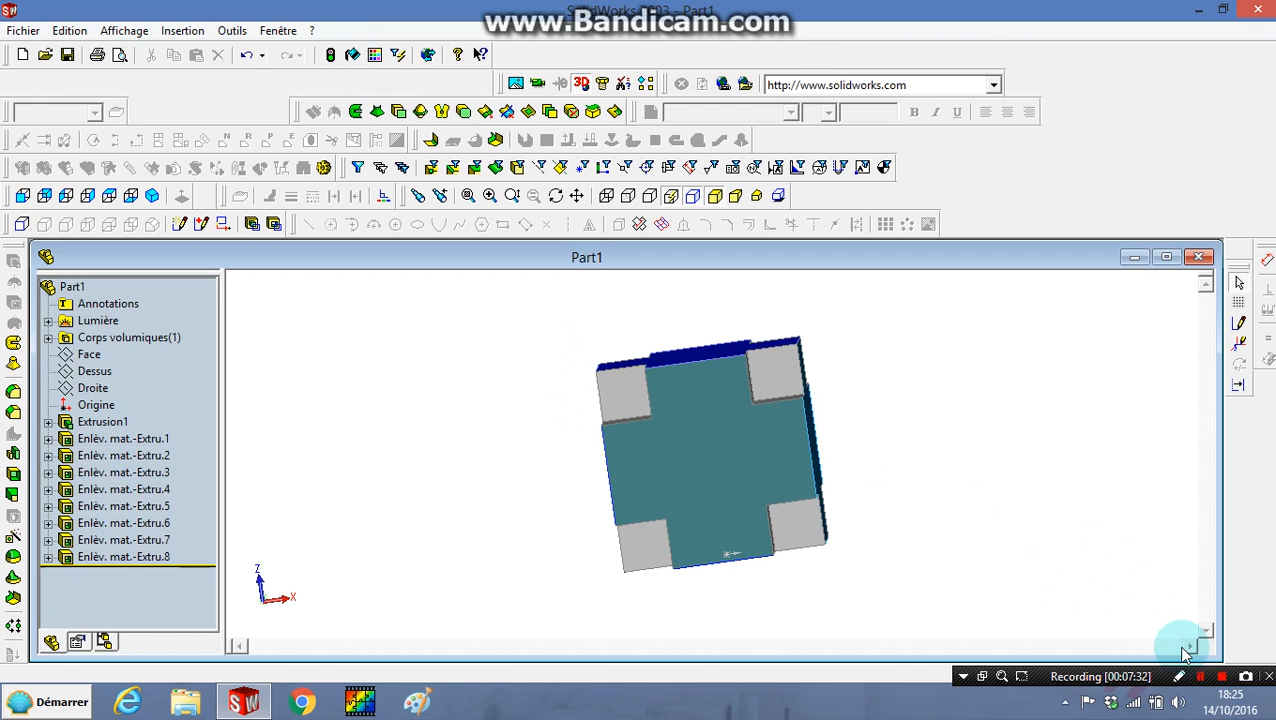 SolidWorks 2003 - Part1
www.Bandicam.com
Fichier Edition Affichage Insertion Outils Fenêtre ?
http://www.solidworks.com
Part1
Part1
Annotations
Lumière
Corps volumiques(1)
Face
Dessus
Droite
Origine
Extrusion1
Enlèv. mat.-Extru.1
Enlèv. mat.-Extru.2
Enlèv. mat.-Extru.3
Enlèv. mat.-Extru.4
Enlèv. mat.-Extru.5
Enlèv. mat.-Extru.6
Enlèv. mat.-Extru.7
Enlèv. mat.-Extru.8
Z
X
Recording [00:07:32]
Démarrer
18:25
14/10/2016